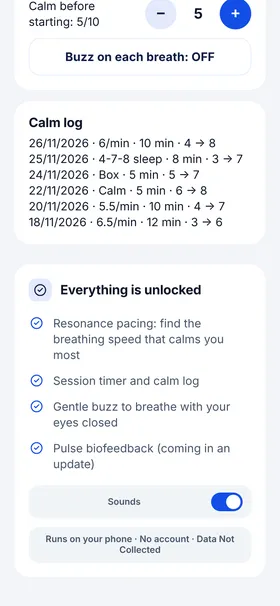 Calm before
starting: 5/10
− 5 +
Buzz on each breath: OFF
Calm log
26/11/2026 · 6/min · 10 min · 4 → 8
25/11/2026 · 4-7-8 sleep · 8 min · 3 → 7
24/11/2026 · Box · 5 min · 5 → 7
22/11/2026 · Calm · 5 min · 6 → 8
20/11/2026 · 5.5/min · 10 min · 4 → 7
18/11/2026 · 6.5/min · 12 min · 3 → 6
Everything is unlocked
Resonance pacing: find the
breathing speed that calms you
most
Session timer and calm log
Gentle buzz to breathe with your
eyes closed
Pulse biofeedback (coming in an
update)
Sounds
Runs on your phone · No account · Data Not
Collected